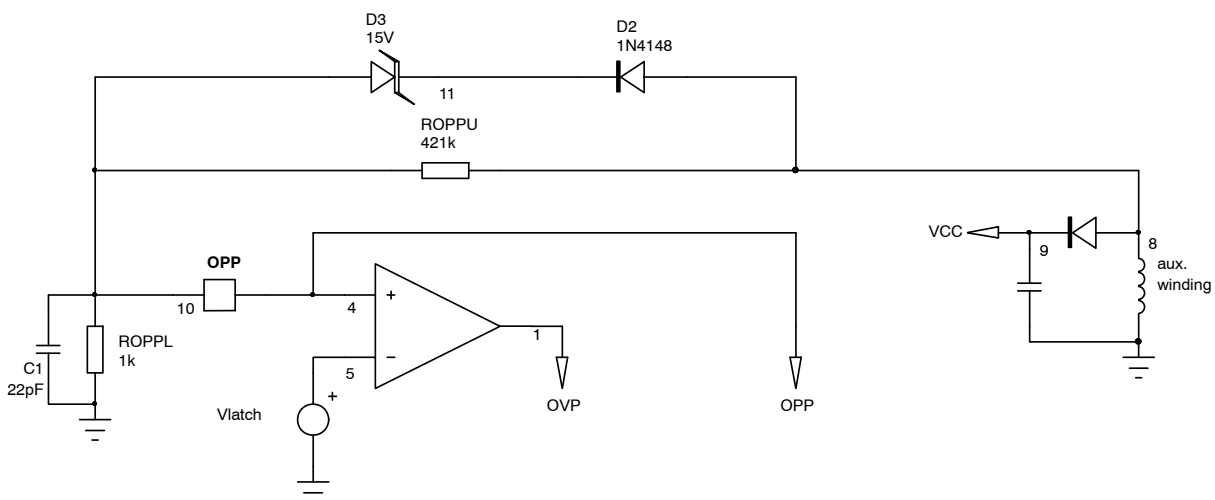 D3
15V
D2
1N4148
11
ROPPU
421k
VCC
9
8
aux.
winding
OPP
10
4
+
ROPPL
1k
C1
22pF
5
−
1
+
Vlatch
OVP
OPP